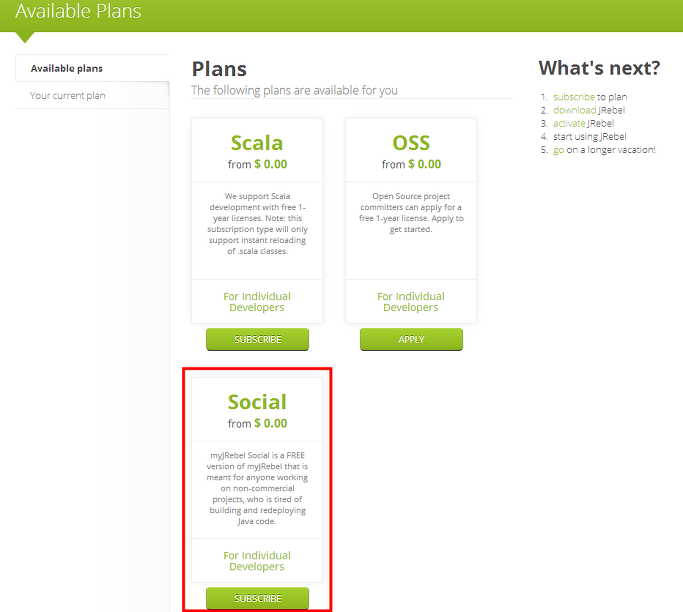 Available Plans
Available plans
Your current plan
Plans
The following plans are available for you
Scala
from $ 0.00
We support Scala
development with free 1-
year licenses. Note: this
subscription type will only
support instant reloading
of .scala classes.
For Individual
Developers
SUBSCRIBE
OSS
from $ 0.00
Open Source project
committers can apply for a
free 1-year license. Apply to
get started.
For Individual
Developers
APPLY
Social
from $ 0.00
myJRebel Social is a FREE
version of myJRebel that is
meant for anyone working
on non-commercial
projects, who is tired of
building and redeploying
Java code.
For Individual
Developers
SUBSCRIBE
What's next?
1. subscribe to plan
2. download JRebel
3. activate JRebel
4. start using JRebel
5. go on a longer vacation!